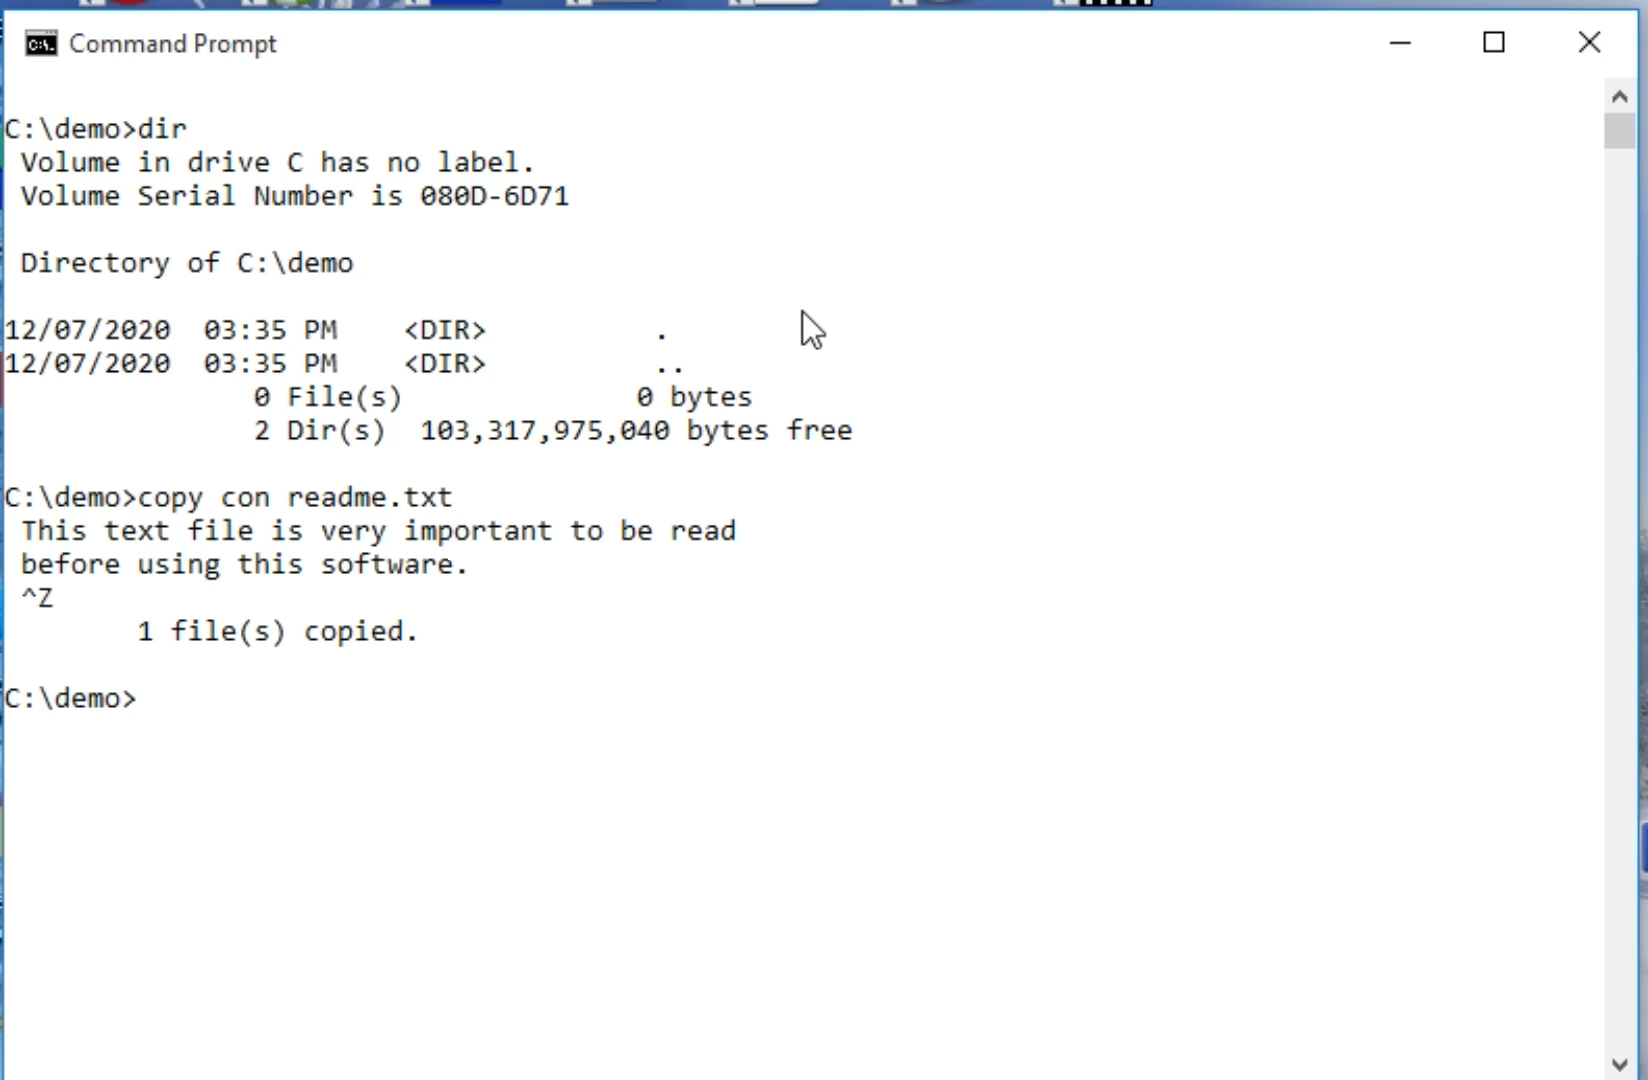 Command Prompt
C:\demo>dir
 Volume in drive C has no label.
 Volume Serial Number is 080D-6D71

 Directory of C:\demo

12/07/2020  03:35 PM    <DIR>          .
12/07/2020  03:35 PM    <DIR>          ..
               0 File(s)              0 bytes
               2 Dir(s)  103,317,975,040 bytes free

C:\demo>copy con readme.txt
 This text file is very important to be read
 before using this software.
 ^Z
        1 file(s) copied.

C:\demo>